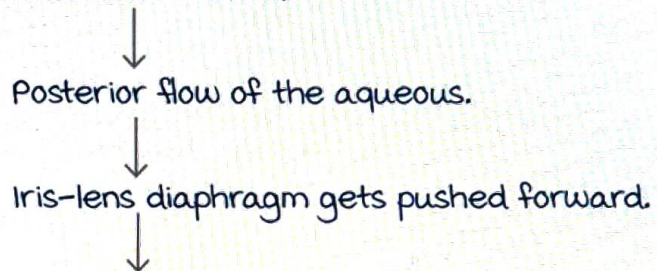 Posterior flow of the aqueous.
Iris-lens diaphragm gets pushed forward.